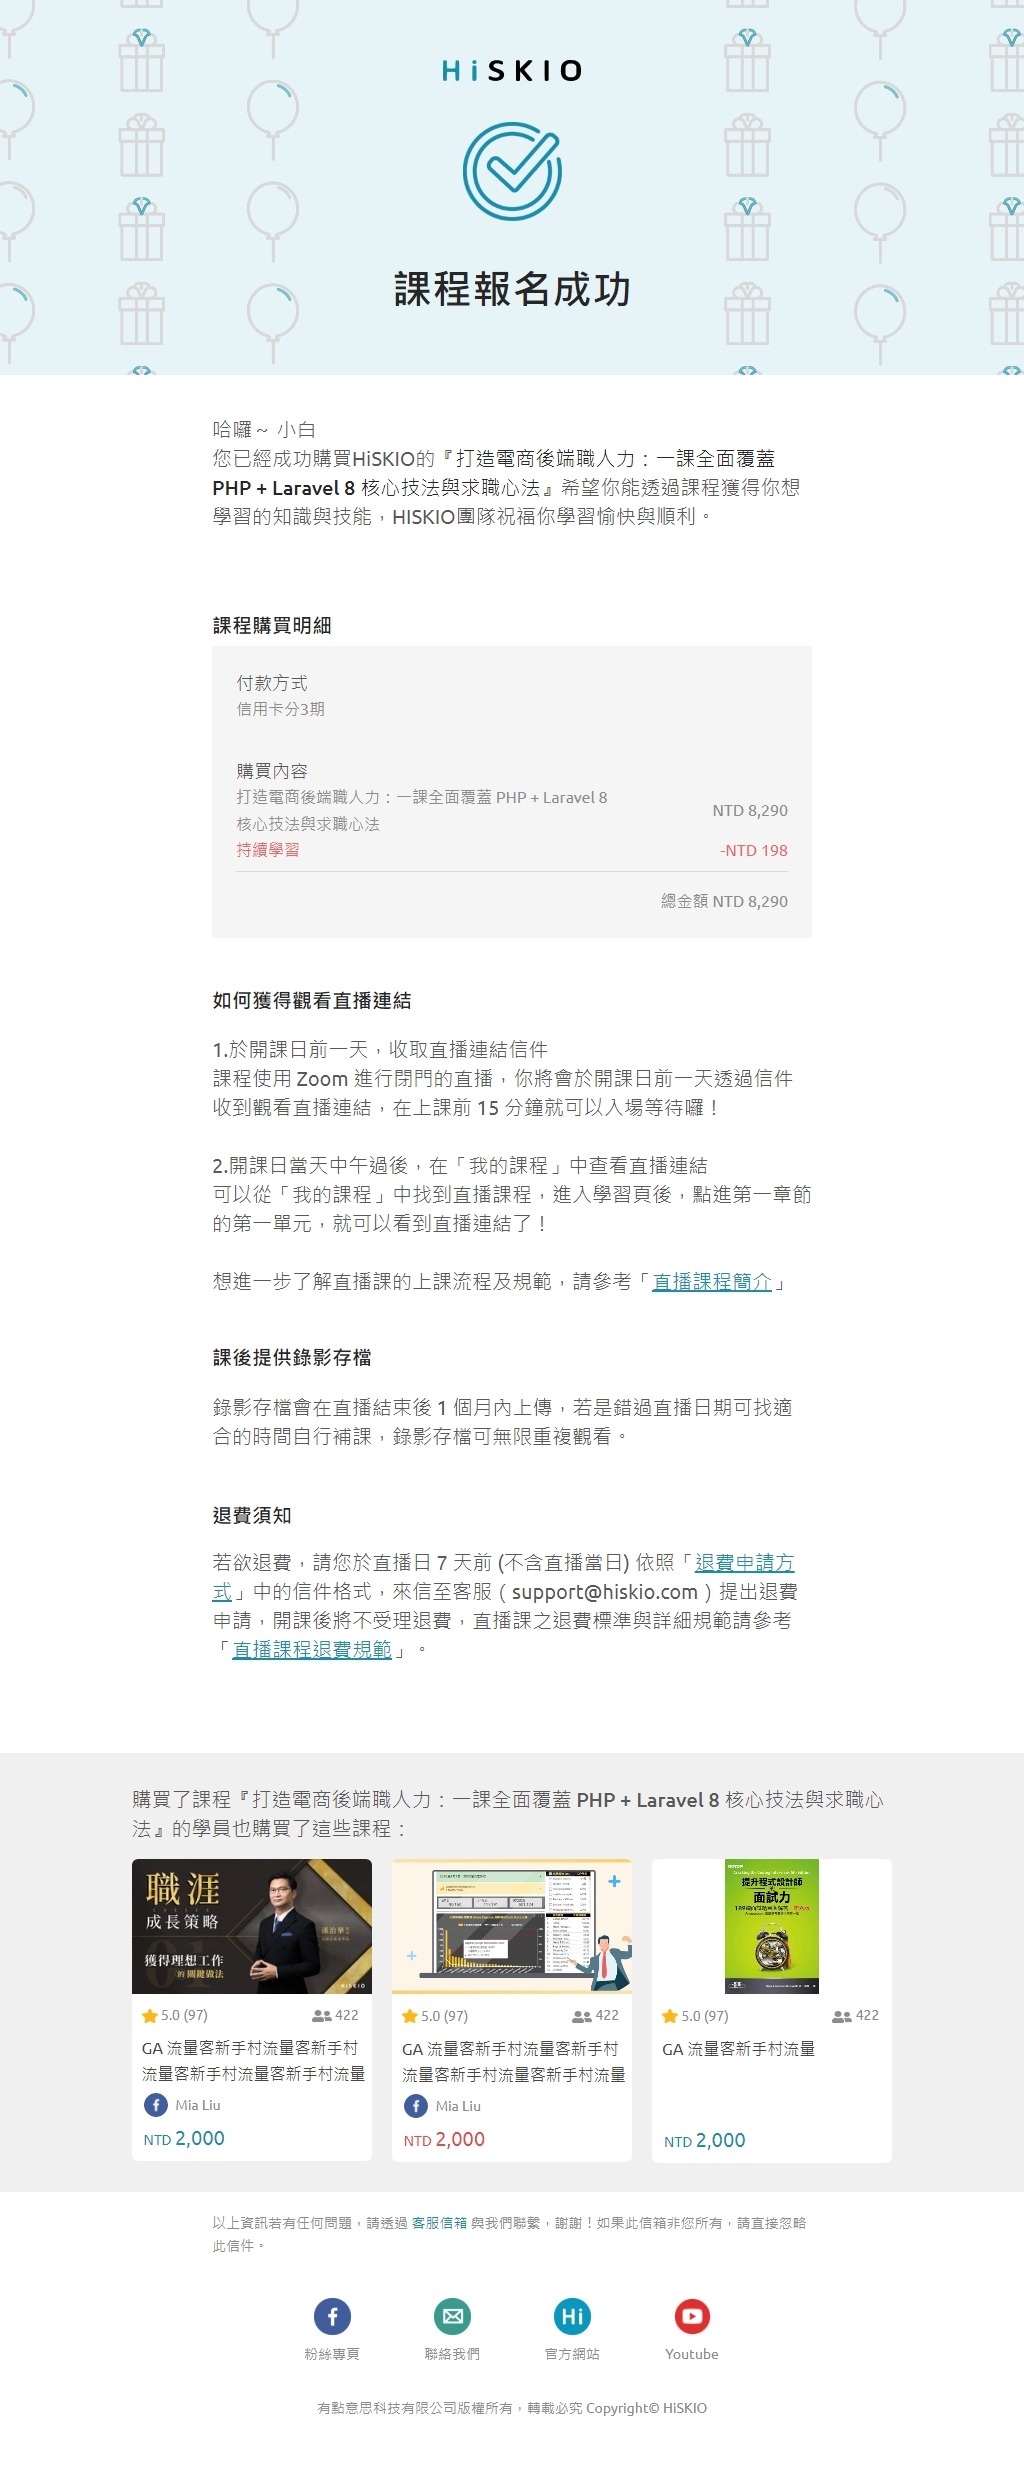 HiSKIO
課程報名成功
哈囉~ 小白
您已經成功購買HiSKIO的『打造電商後端職人力：一課全面覆蓋
PHP + Laravel 8 核心技法與求職心法』希望你能透過課程獲得你想
學習的知識與技能，HISKIO團隊祝福你學習愉快與順利。
課程購買明細
付款方式
信用卡分3期
購買內容
打造電商後端職人力：一課全面覆蓋 PHP + Laravel 8
核心技法與求職心法
NTD 8,290
持續學習
-NTD 198
總金額 NTD 8,290
如何獲得觀看直播連結
1.於開課日前一天，收取直播連結信件
課程使用 Zoom 進行閉門的直播，你將會於開課日前一天透過信件
收到觀看直播連結，在上課前 15 分鐘就可以入場等待囉！
2.開課日當天中午過後，在「我的課程」中查看直播連結
可以從「我的課程」中找到直播課程，進入學習頁後，點進第一章節
的第一單元，就可以看到直播連結了！
想進一步了解直播課的上課流程及規範，請參考「直播課程簡介」
課後提供錄影存檔
錄影存檔會在直播結束後 1 個月內上傳，若是錯過直播日期可找適
合的時間自行補課，錄影存檔可無限重複觀看。
退費須知
若欲退費，請您於直播日 7 天前 (不含直播當日) 依照「退費申請方
式」中的信件格式，來信至客服（support@hiskio.com）提出退費
申請，開課後將不受理退費，直播課之退費標準與詳細規範請參考
「直播課程退費規範」。
購買了課程『打造電商後端職人力：一課全面覆蓋 PHP + Laravel 8 核心技法與求職心
法』的學員也購買了這些課程：
職涯
成長策略
獲得理想工作
的關鍵做法
HiSKIO
提升程式設計師
面試力
5.0 (97)
422
5.0 (97)
422
5.0 (97)
422
GA 流量客新手村流量客新手村
流量客新手村流量客新手村流量
GA 流量客新手村流量客新手村
流量客新手村流量客新手村流量
GA 流量客新手村流量
Mia Liu
Mia Liu
NTD 2,000
NTD 2,000
NTD 2,000
以上資訊若有任何問題，請透過 客服信箱 與我們聯繫，謝謝！如果此信箱非您所有，請直接忽略
此信件。
Hi
粉絲專頁
聯絡我們
官方網站
Youtube
有點意思科技有限公司版權所有，轉載必究 Copyright© HiSKIO